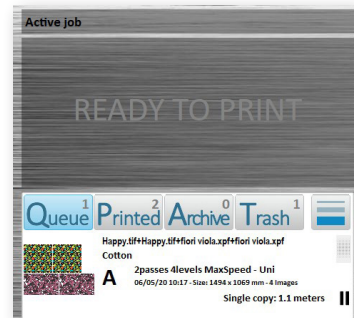 Active job
READY TO PRINT
Queue 1 Printed 2 Archive 0 Trash 1
Happy.tif+Happy.tif+fiori viola.xpf+fiori viola.xpf
Cotton
A
2passes 4levels MaxSpeed - Uni
06/05/20 10:17 - Size: 1494 x 1069 mm - 4 Images
Single copy: 1.1 meters